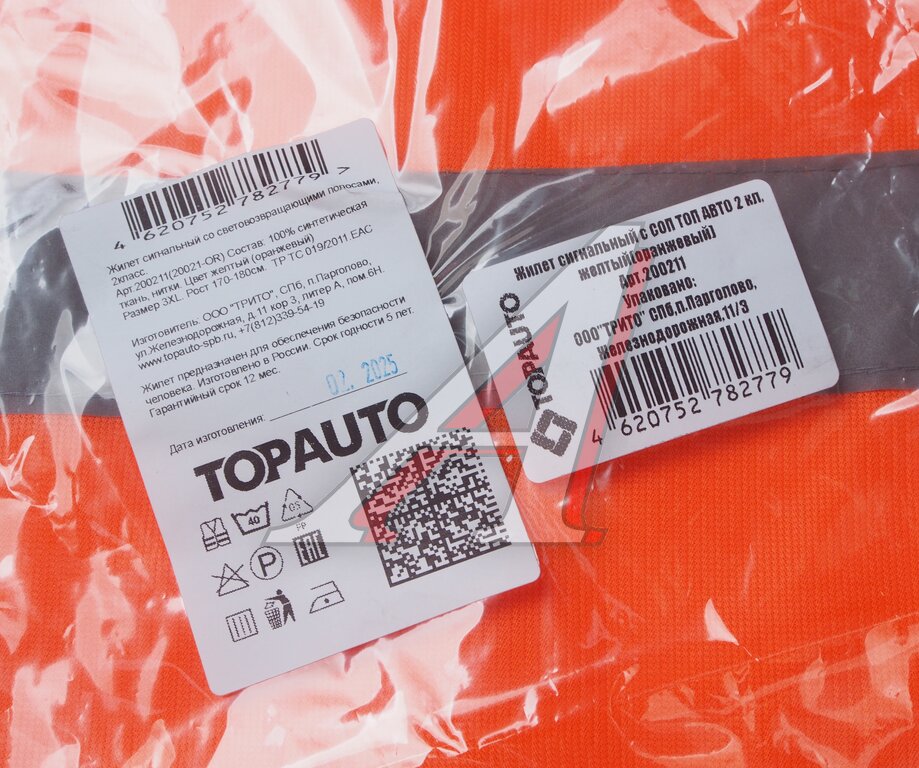 4 620752 782779 >
Жилет сигнальный со световозвращающими полосами.
2класс.
Арт.200211(20021-OR) Состав: 100% синтетическая
ткань, нитки. Цвет желтый (оранжевый)
Размер 3XL. Рост 170-180см. ТР ТС 019/2011 ЕАС
Изготовитель: ООО "ТРИТО", СПб, п.Парголово,
ул.Железнодорожная, д 11 кор 3, литер А, пом 6Н.
www.topauto-spb.ru , +7(812)339-54-19
Жилет предназначен для обеспечения безопасности
человека. Изготовлено в России. Срок годности 5 лет.
Гарантийный срок 12 мес.
02. 2025
Дата изготовления:
TOPAUTO
40
05
PP
P
Жилет сигнальный с СОП ТОП АВТО 2 кл.
желтый(оранжевый)
Арт.200211
Упаковано:
ООО"ТРИТО" СПб,п.Парголово,
Железнодорожная,11/3
TOPAUTO
4 620752 782779